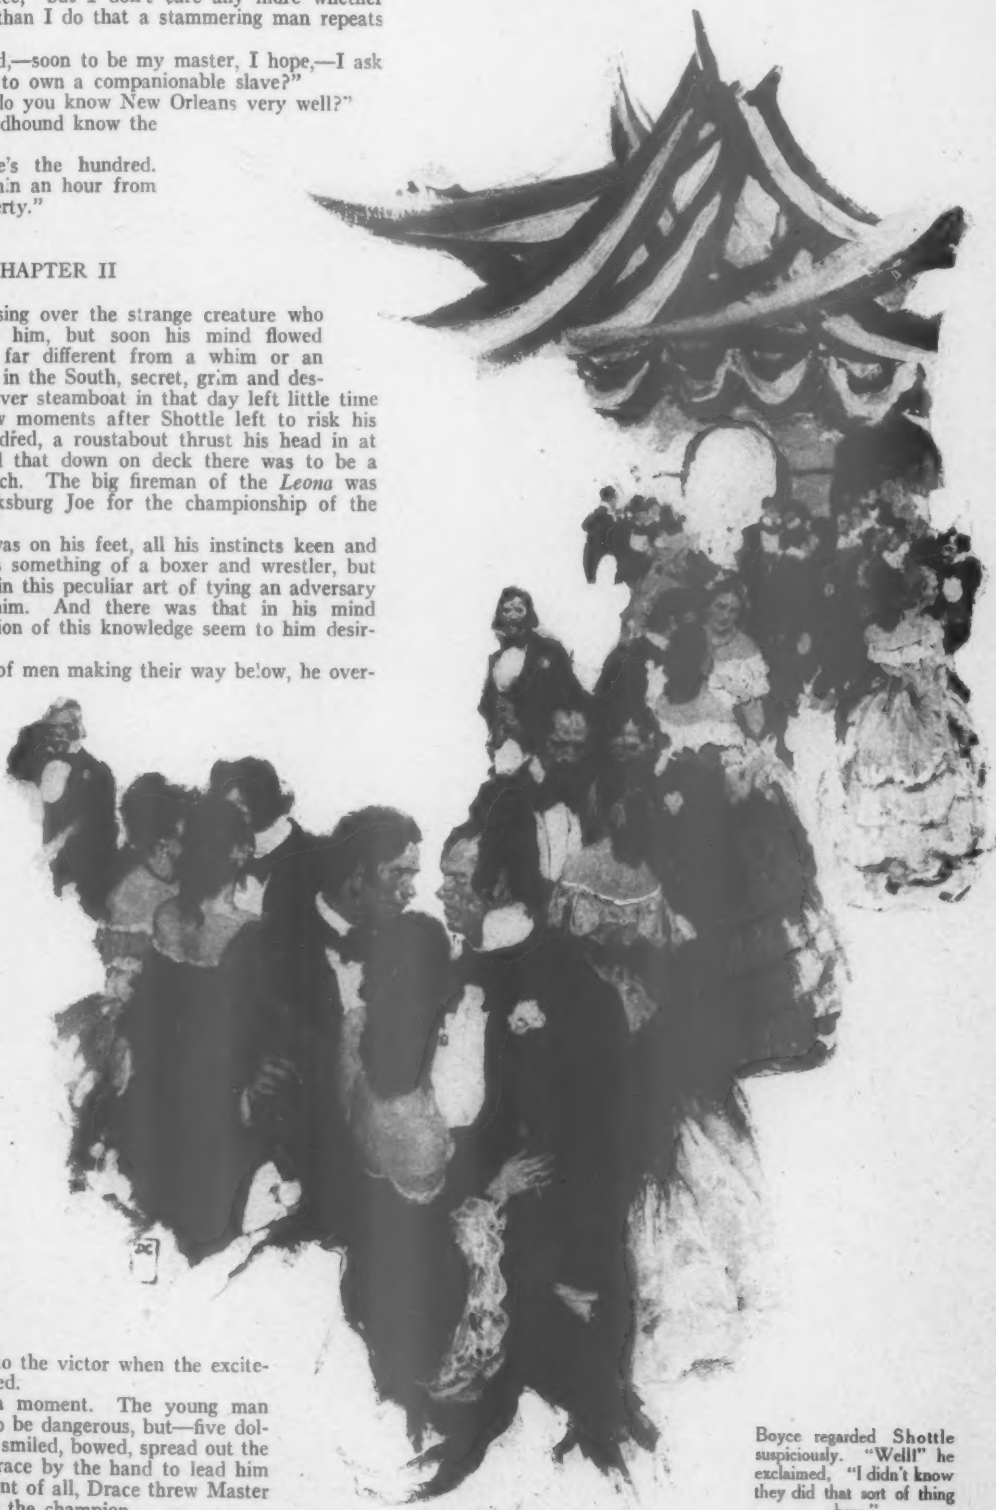 than I do that a stammering man repeats
d,—soon to be my master, I hope,—I ask
to own a companionable slave?"
do you know New Orleans very well?"
dhound know the
e's the hundred.
in an hour from
rty."
HAPTER II
sing over the strange creature who
him, but soon his mind flowed
far different from a whim or an
in the South, secret, grim and des-
ver steamboat in that day left little time
w moments after Shottle left to risk his
dred, a roustabout thrust his head in at
d that down on deck there was to be a
ch. The big fireman of the Leona was
ksburg Joe for the championship of the
was on his feet, all his instincts keen and
s something of a boxer and wrestler, but
in this peculiar art of tying an adversary
him. And there was that in his mind
ion of this knowledge seem to him desir-
of men making their way below, he over-
DC
o the victor when the excite-
ed.
a moment. The young man
o be dangerous, but—five dol-
smiled, bowed, spread out the
race by the hand to lead him
nt of all, Drace threw Master
the champion
Boyce regarded Shottle
suspiciously. "Well!" he
exclaimed, "I didn't know
they did that sort of thing